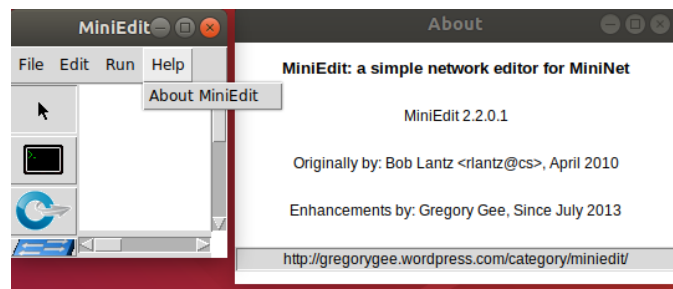 MiniEdit
File Edit Run Help
About MiniEdit
About
MiniEdit: a simple network editor for MiniNet
MiniEdit 2.2.0.1
Originally by: Bob Lantz <rlantz@cs>, April 2010
Enhancements by: Gregory Gee, Since July 2013
http://gregorygee.wordpress.com/category/miniedit/